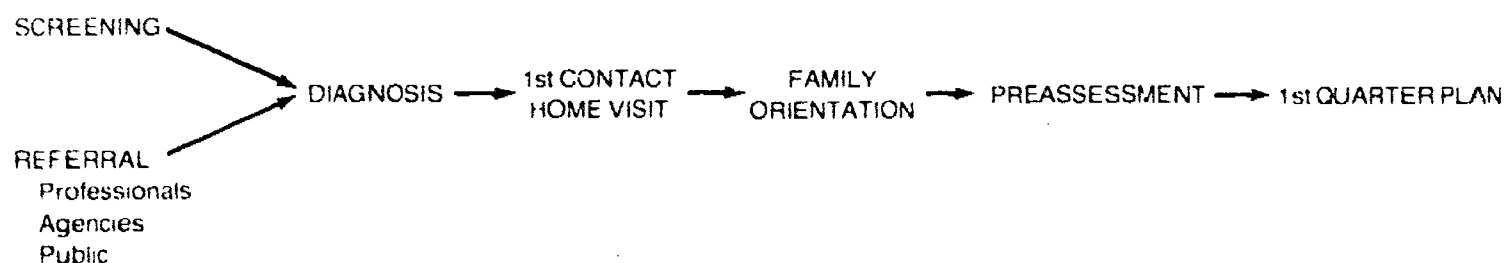 SCREENING
DIAGNOSIS
1st CONTACT
HOME VISIT
FAMILY
ORIENTATION
PREASSESSMENT
1st QUARTER PLAN
REFERRAL
Professionals
Agencies
Public